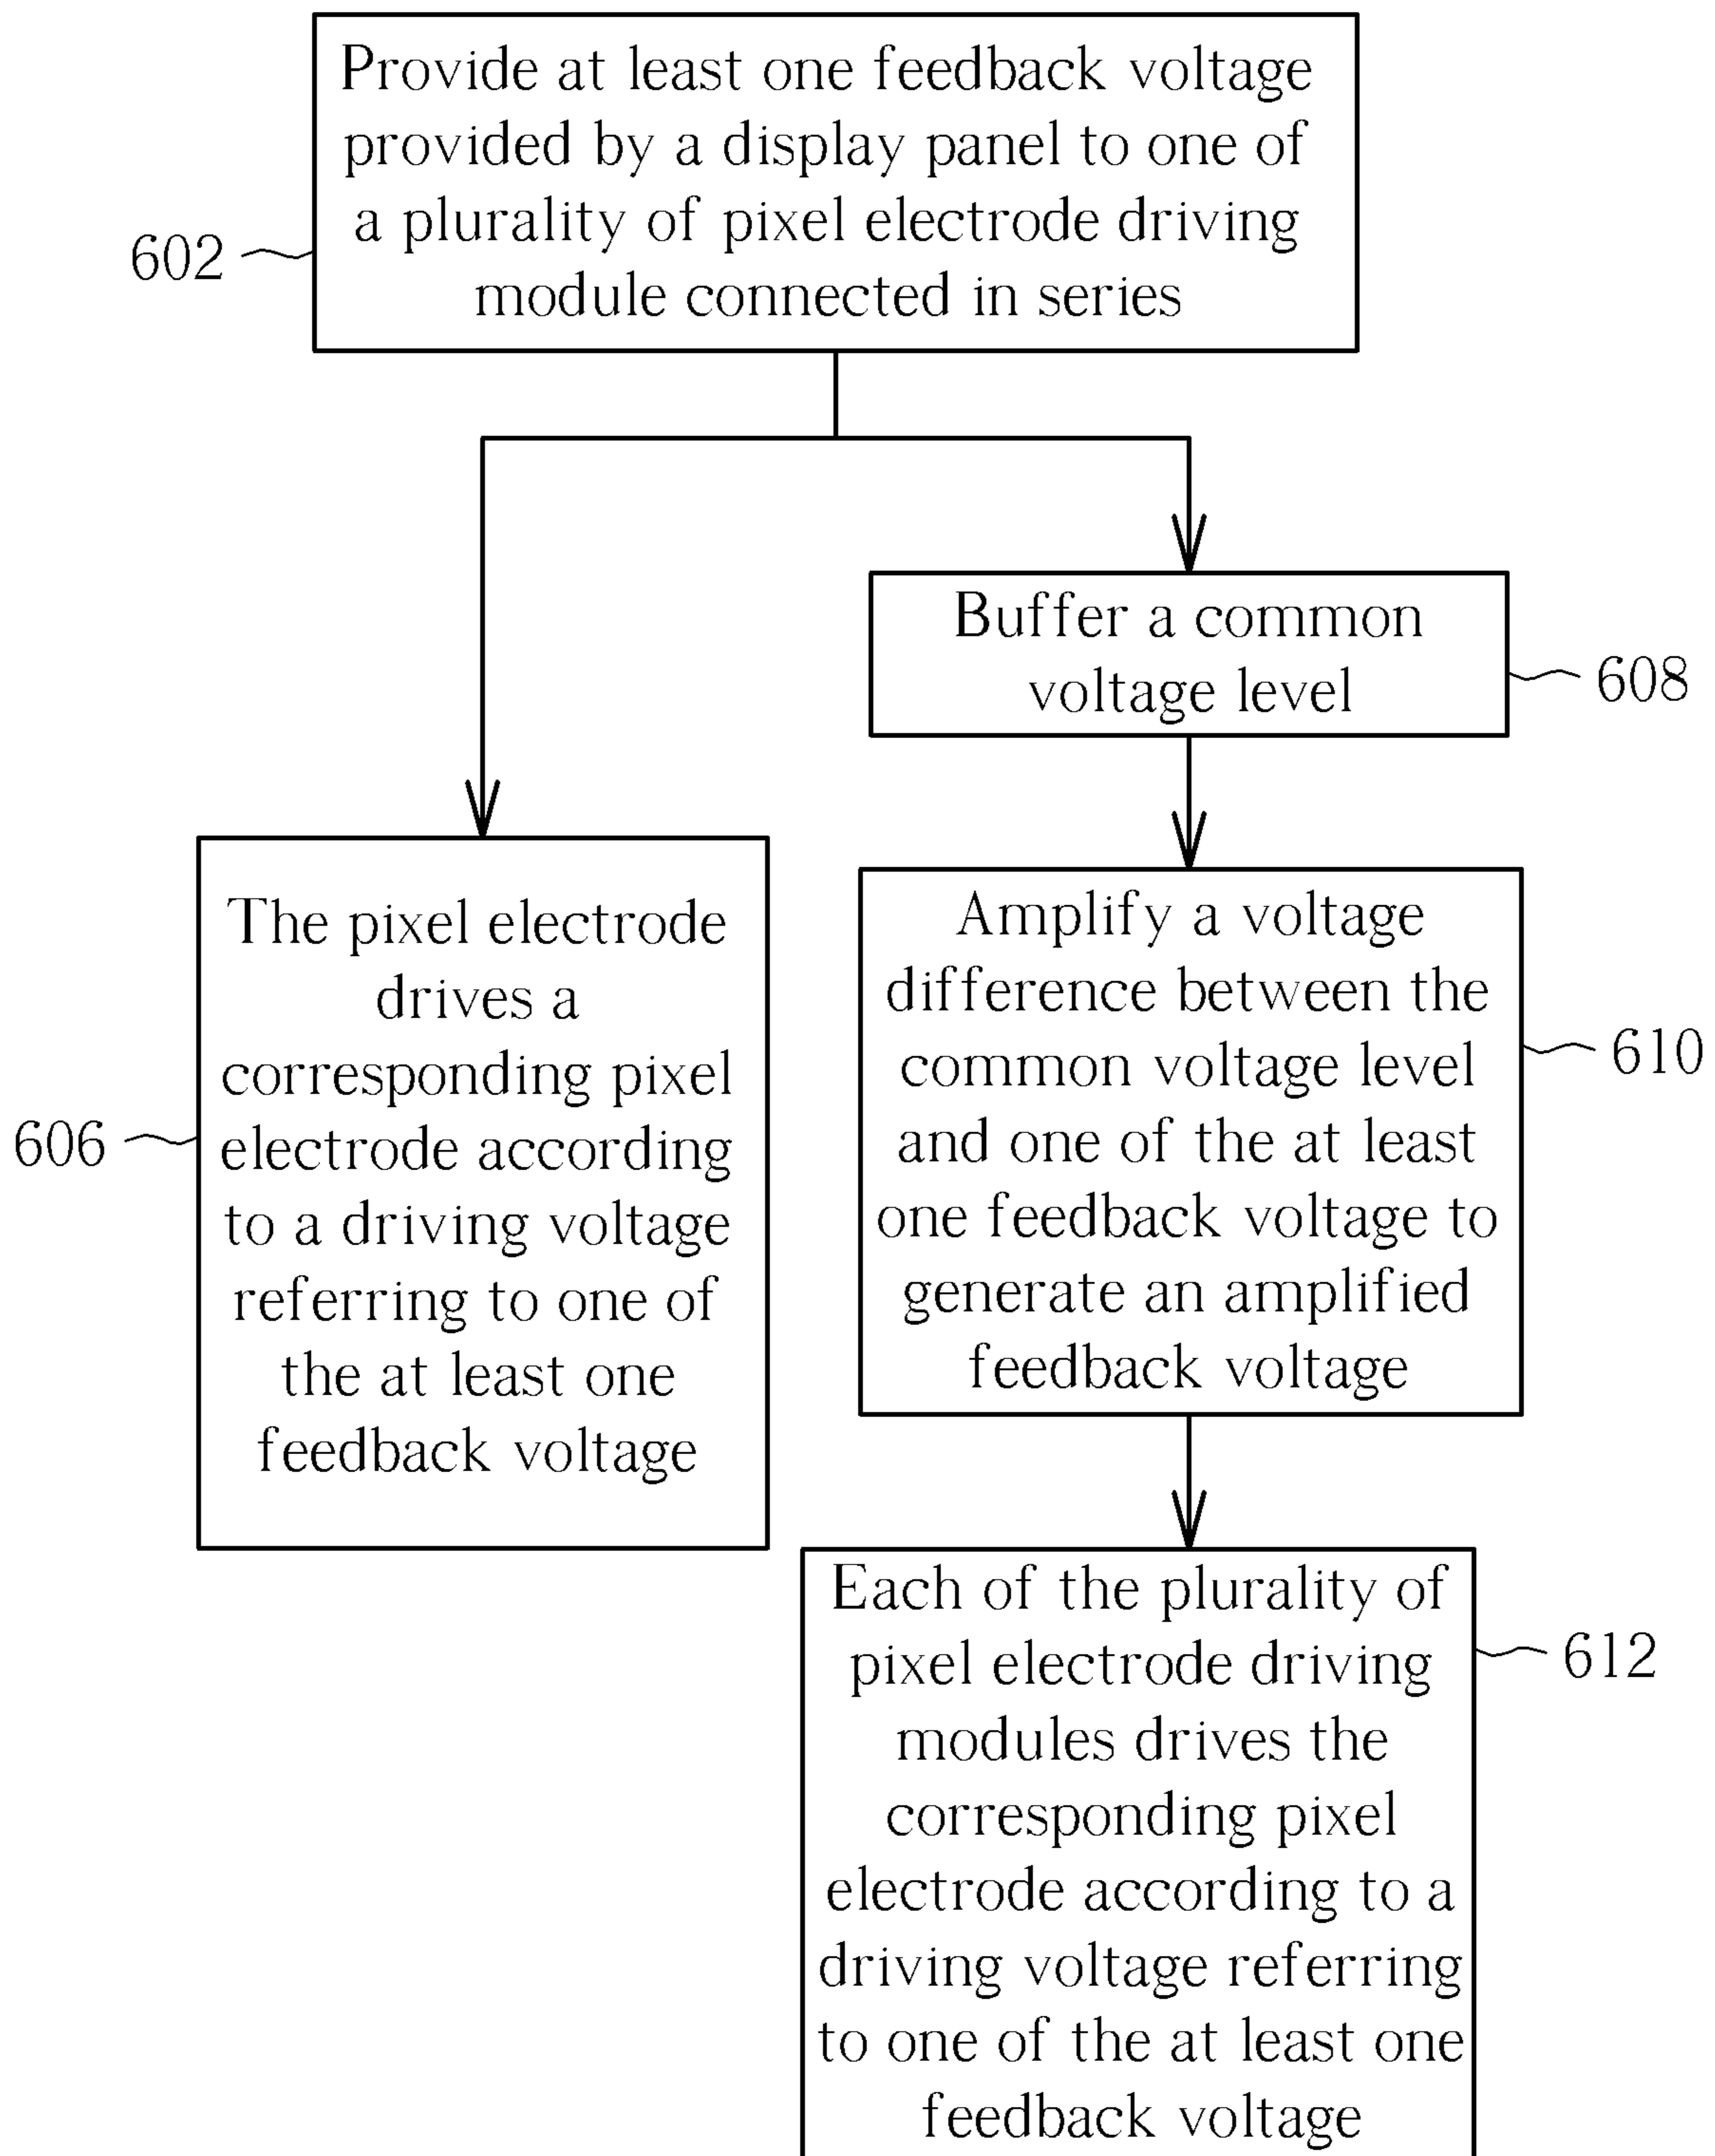 Provide at least one feedback voltage
provided by a display panel to one of
a plurality of pixel electrode driving
module connected in series
602
Buffer a common
voltage level
608
The pixel electrode
drives a
corresponding pixel
electrode according
to a driving voltage
referring to one of
the at least one
feedback voltage
606
Amplify a voltage
difference between the
common voltage level
and one of the at least
one feedback voltage to
generate an amplified
feedback voltage
610
Each of the plurality of
pixel electrode driving
modules drives the
corresponding pixel
electrode according to a
driving voltage referring
to one of the at least one
feedback voltage
612